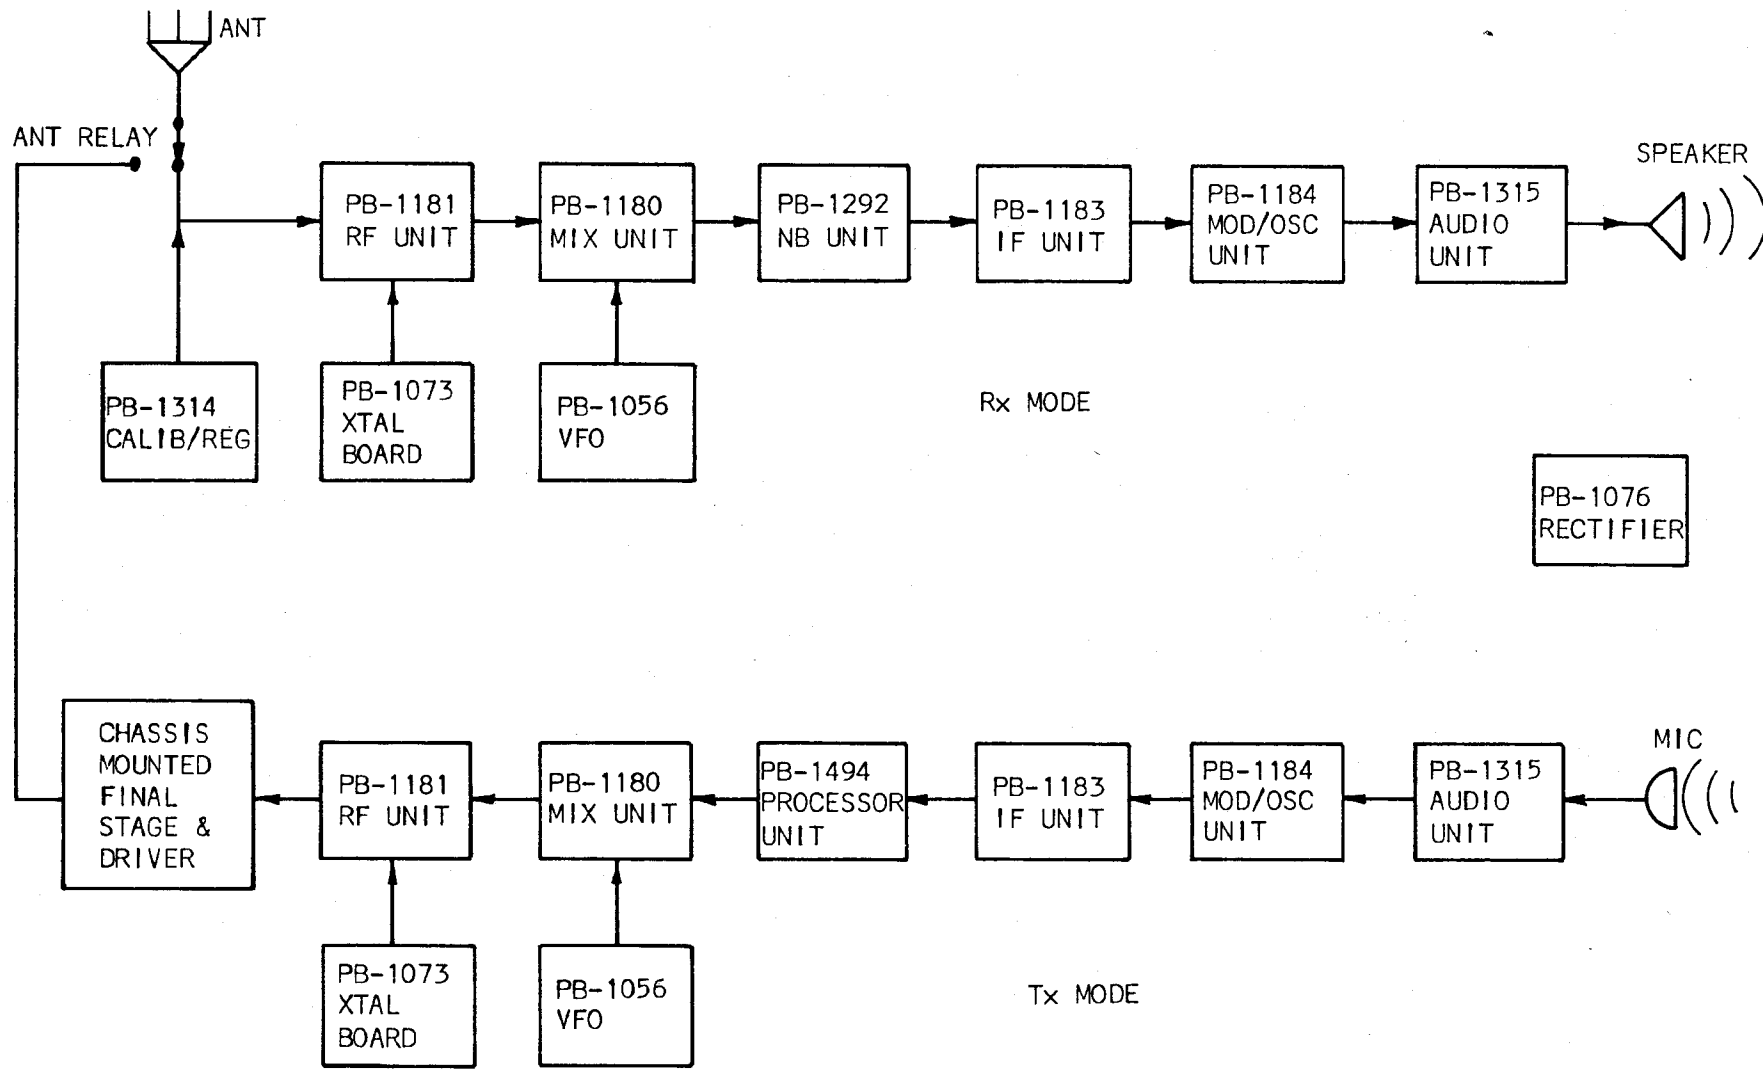 ANT
ANT RELAY
SPEAKER
PB-1181
RF UNIT
PB-1180
MIX UNIT
PB-1292
NB UNIT
PB-1183
IF UNIT
PB-1184
MOD/OSC
UNIT
PB-1315
AUDIO
UNIT
PB-1314
CALIB/REG
PB-1073
XTAL
BOARD
PB-1056
VFO
Rx MODE
PB-1076
RECTIFIER
CHASSIS
MOUNTED
FINAL
STAGE &
DRIVER
PB-1181
RF UNIT
PB-1180
MIX UNIT
PB-1494
PROCESSOR
UNIT
PB-1183
IF UNIT
PB-1184
MOD/OSC
UNIT
PB-1315
AUDIO
UNIT
MIC
PB-1073
XTAL
BOARD
PB-1056
VFO
Tx MODE